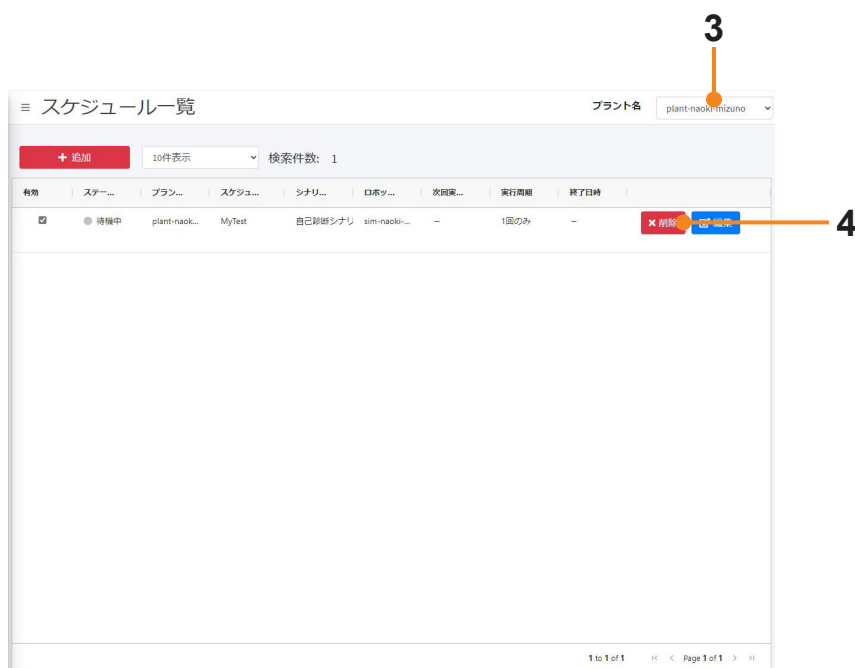 3
≡ スケジュール一覧 プラント名 plant-naoki-mizuno
+ 追加 10件表示 検索件数: 1
有効 ステー... プラン... スケジュ... シナリ... ロボッ... 次回実... 実行周期 終了日時
待機中 plant-naok... MyTest 自己診断シナリ sim-naoki-... − 1回のみ − ×削除 編集 4
1 to 1 of 1 Page 1 of 1